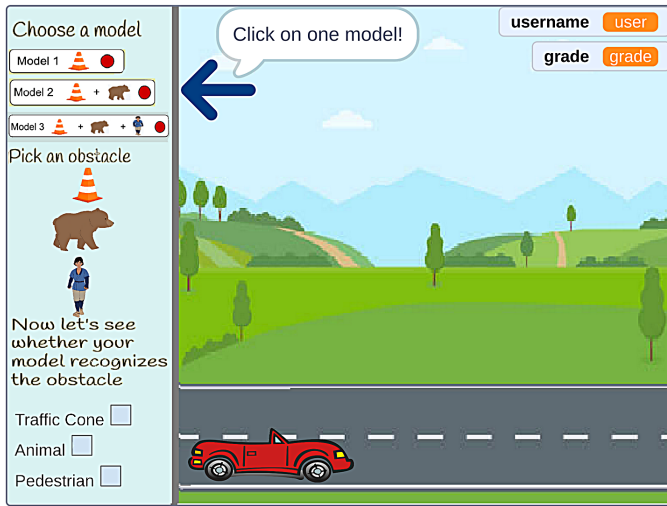 Choose a model
Click on one model!
username user
grade grade
Model 1
Model 2 +
Model 3 + +
Pick an obstacle
Now let's see
whether your
model recognizes
the obstacle
Traffic Cone
Animal
Pedestrian